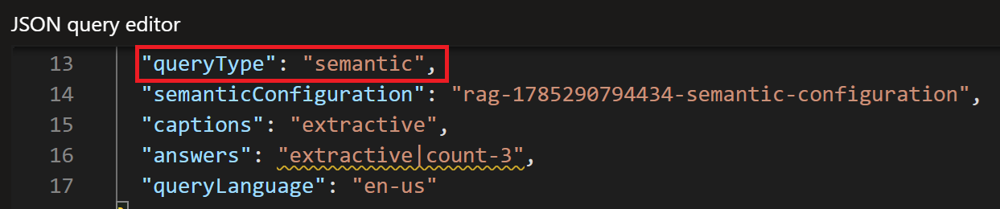 JSON query editor
13 "queryType": "semantic",
14 "semanticConfiguration": "rag-1785290794434-semantic-configuration",
15 "captions": "extractive",
16 "answers": "extractive|count-3",
17 "queryLanguage": "en-us"